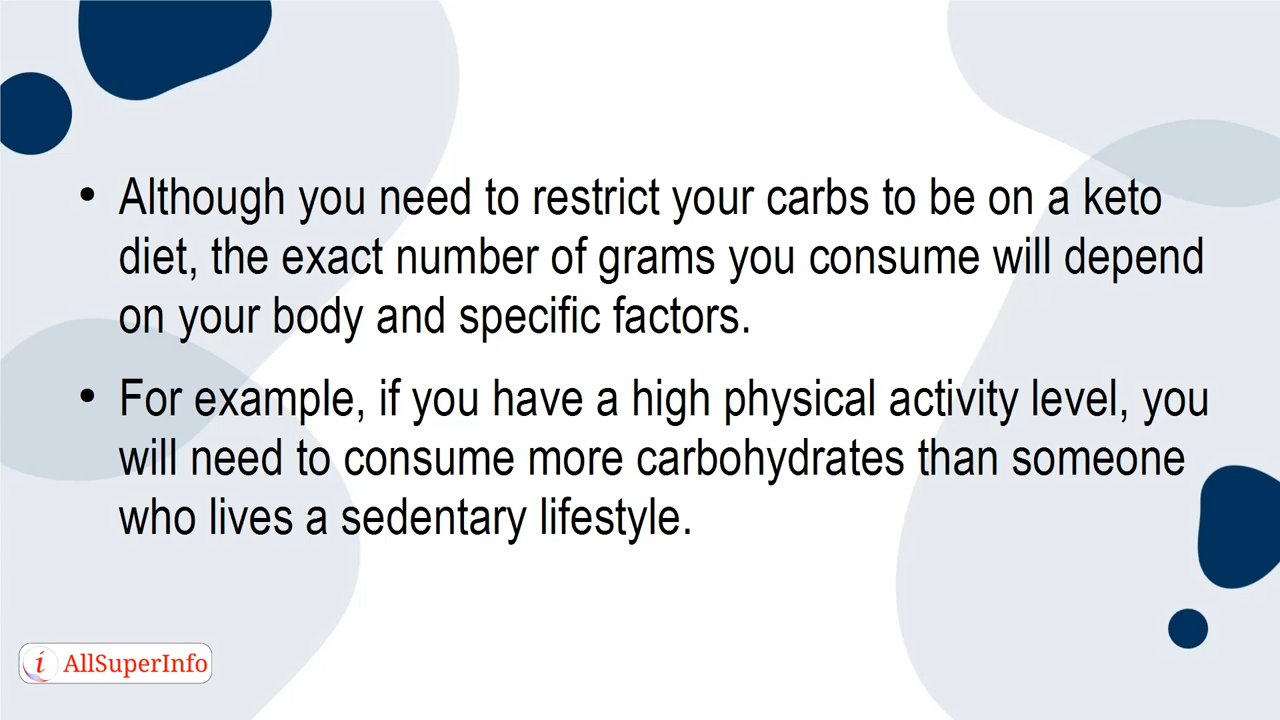 • Although you need to restrict your carbs to be on a keto
diet, the exact number of grams you consume will depend
on your body and specific factors.
• For example, if you have a high physical activity level, you
will need to consume more carbohydrates than someone
who lives a sedentary lifestyle.
i AllSuperInfo